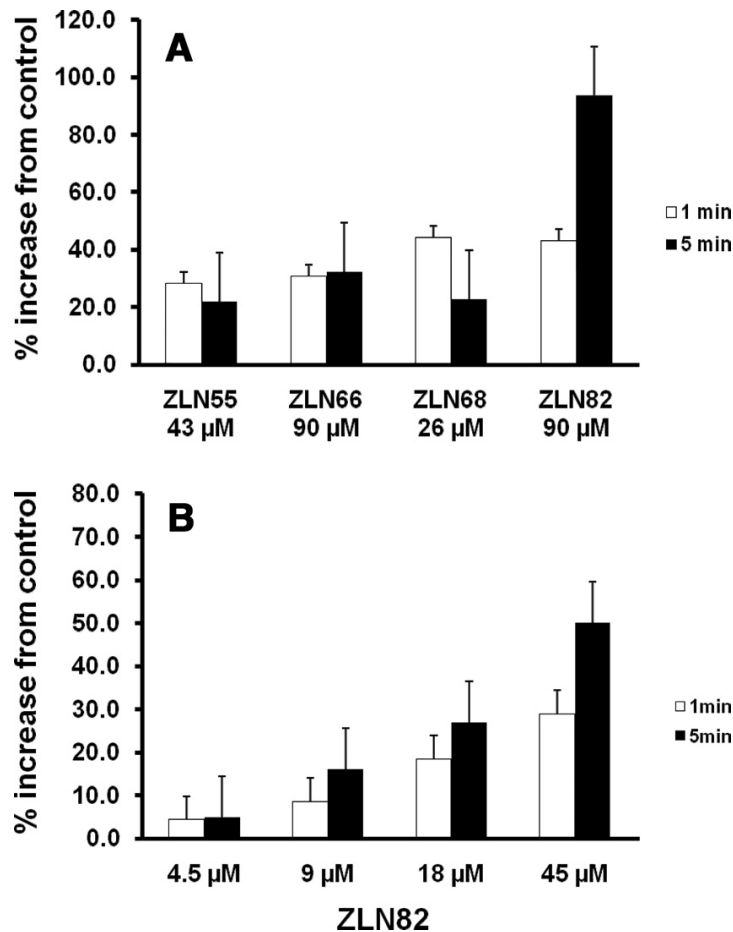 A
% increase from control
120.0
100.0
80.0
60.0
40.0
20.0
0.0
1 min
5 min
ZLN55 ZLN66 ZLN68 ZLN82
43 µM 90 µM 26 µM 90 µM
B
% increase from control
80.0
70.0
60.0
50.0
40.0
30.0
20.0
10.0
0.0
1min
5min
4.5 µM 9 µM 18 µM 45 µM
ZLN82